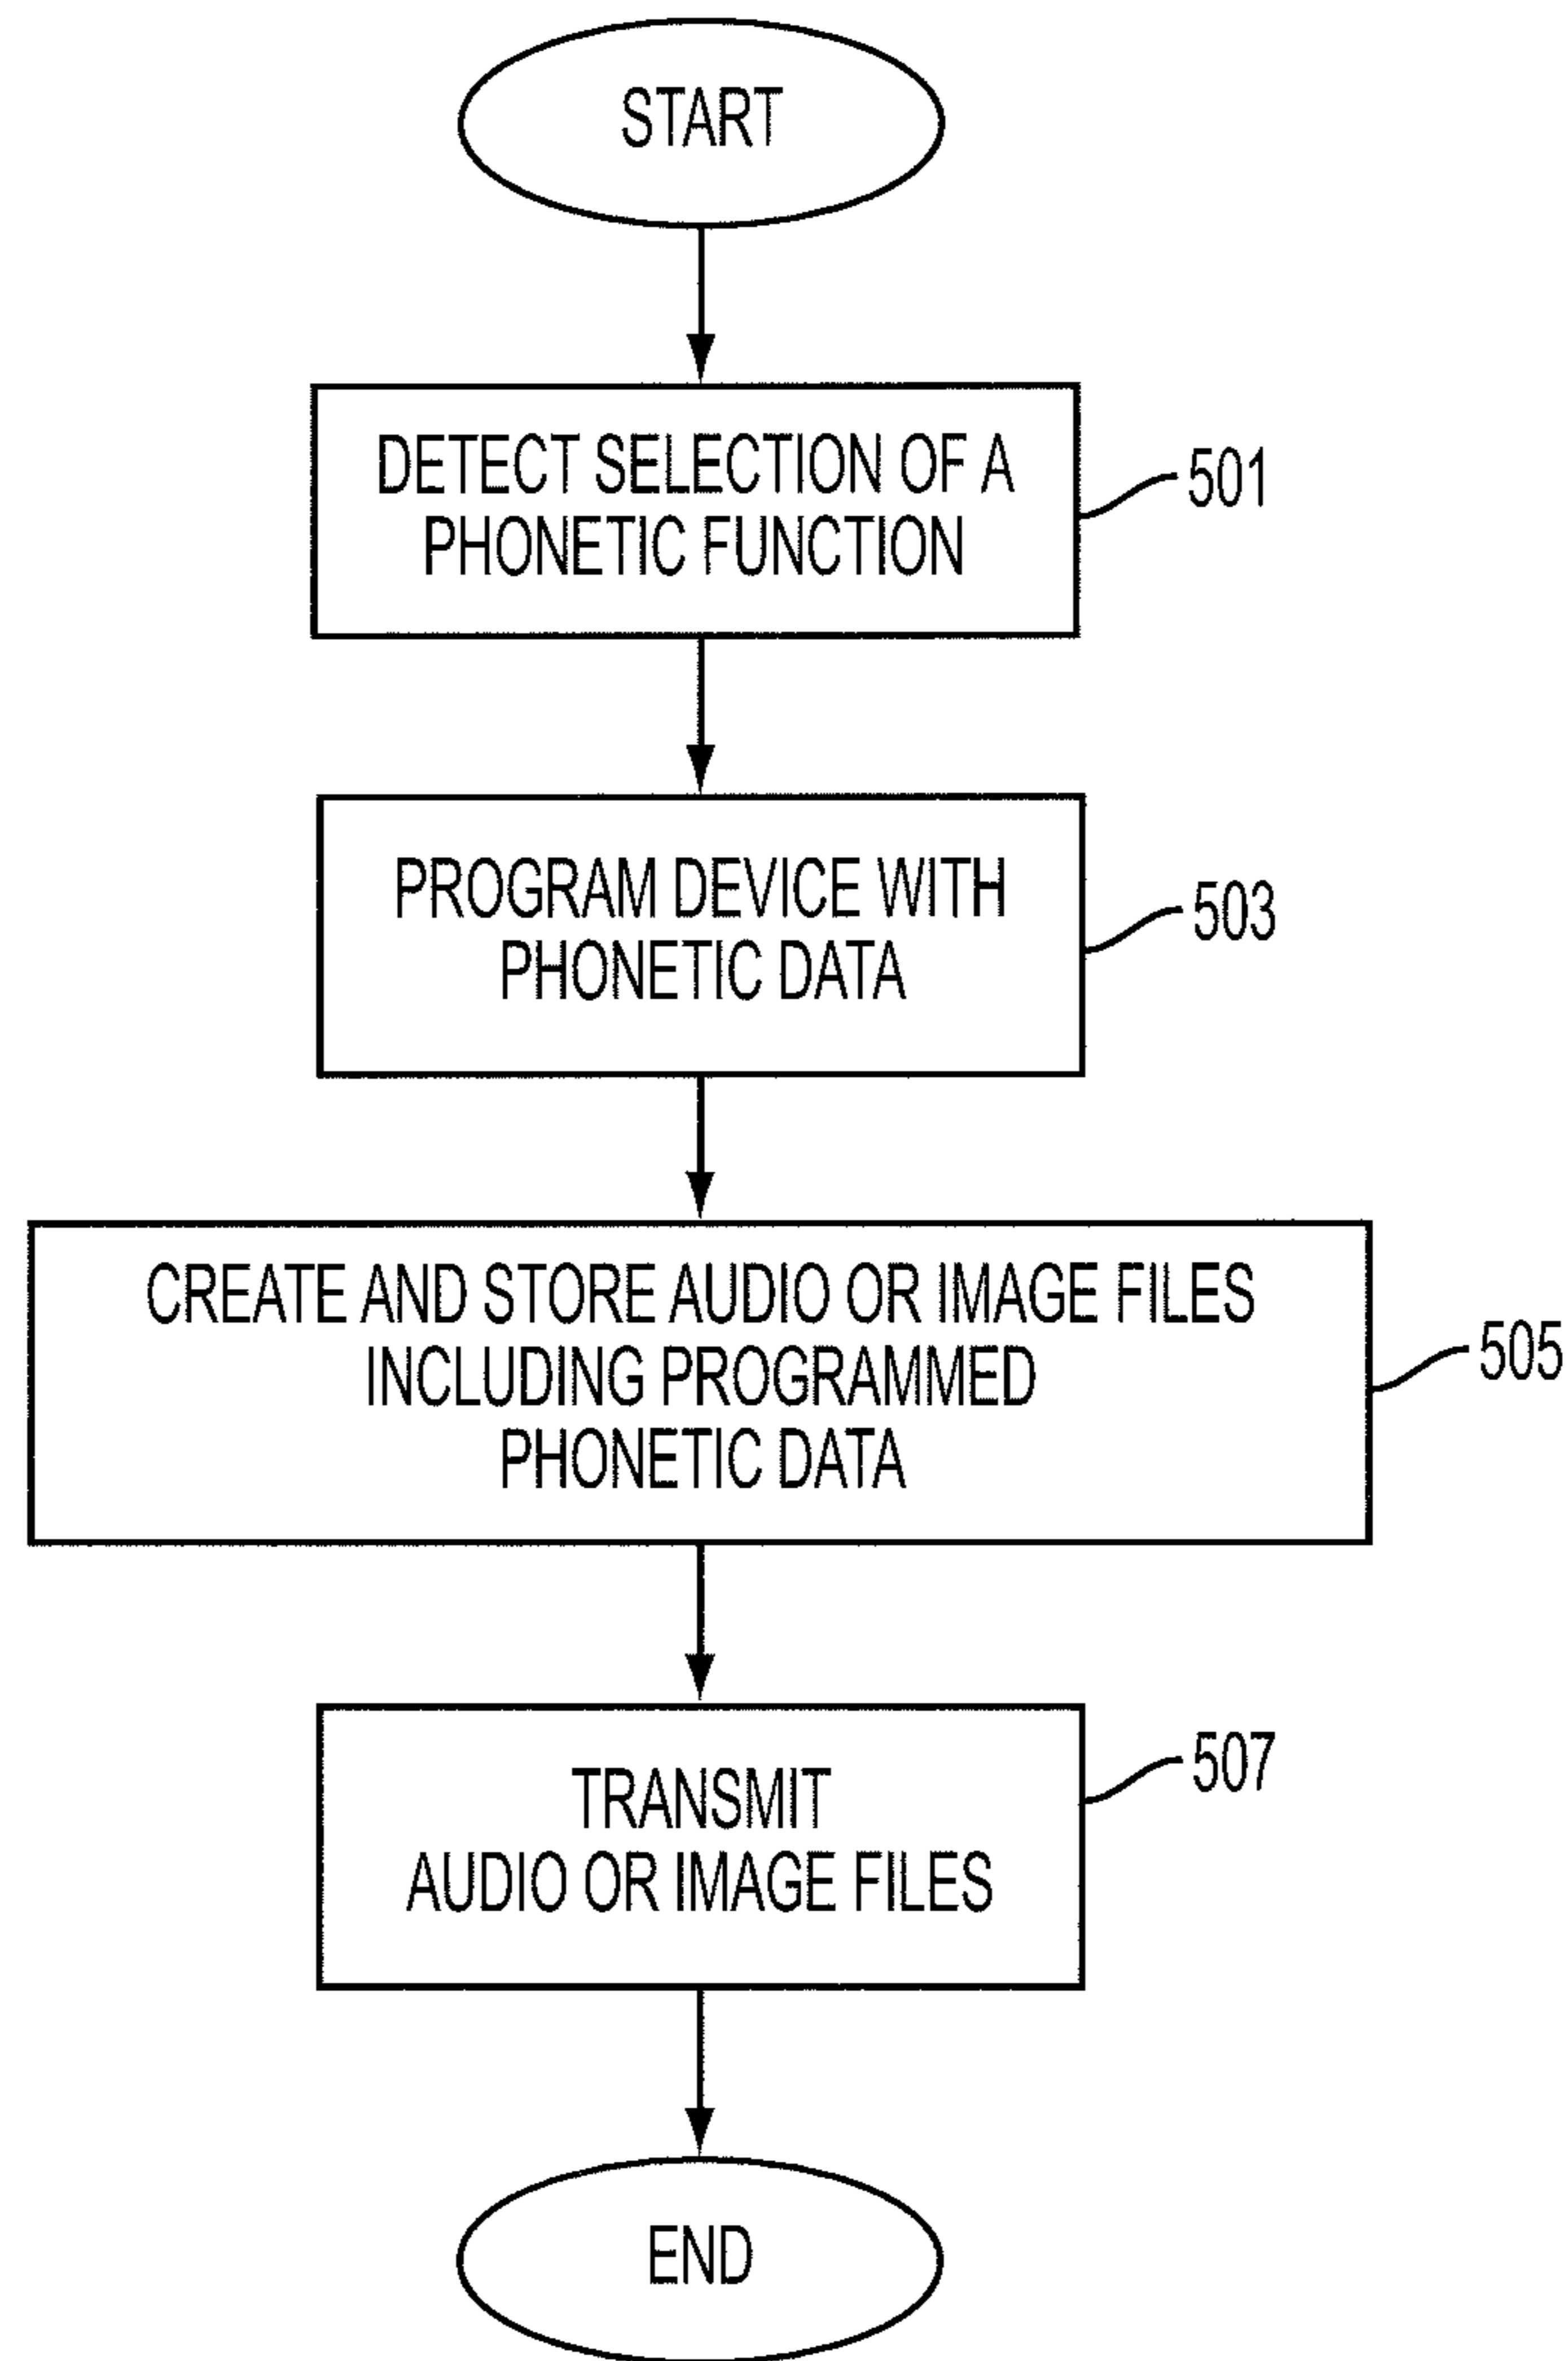 START
DETECT SELECTION OF A
PHONETIC FUNCTION
501
PROGRAM DEVICE WITH
PHONETIC DATA
503
CREATE AND STORE AUDIO OR IMAGE FILES
INCLUDING PROGRAMMED
PHONETIC DATA
505
TRANSMIT
AUDIO OR IMAGE FILES
507
END